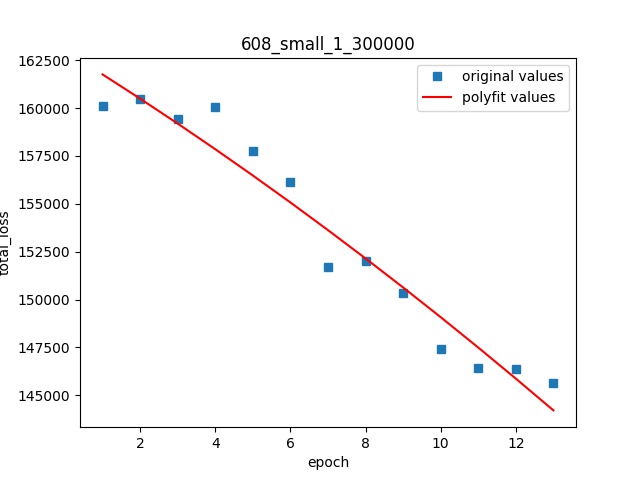 608_small_1_300000
original values
polyfit values
162500
160000
157500
155000
152500
150000
147500
145000
total_loss
2 4 6 8 10 12
epoch